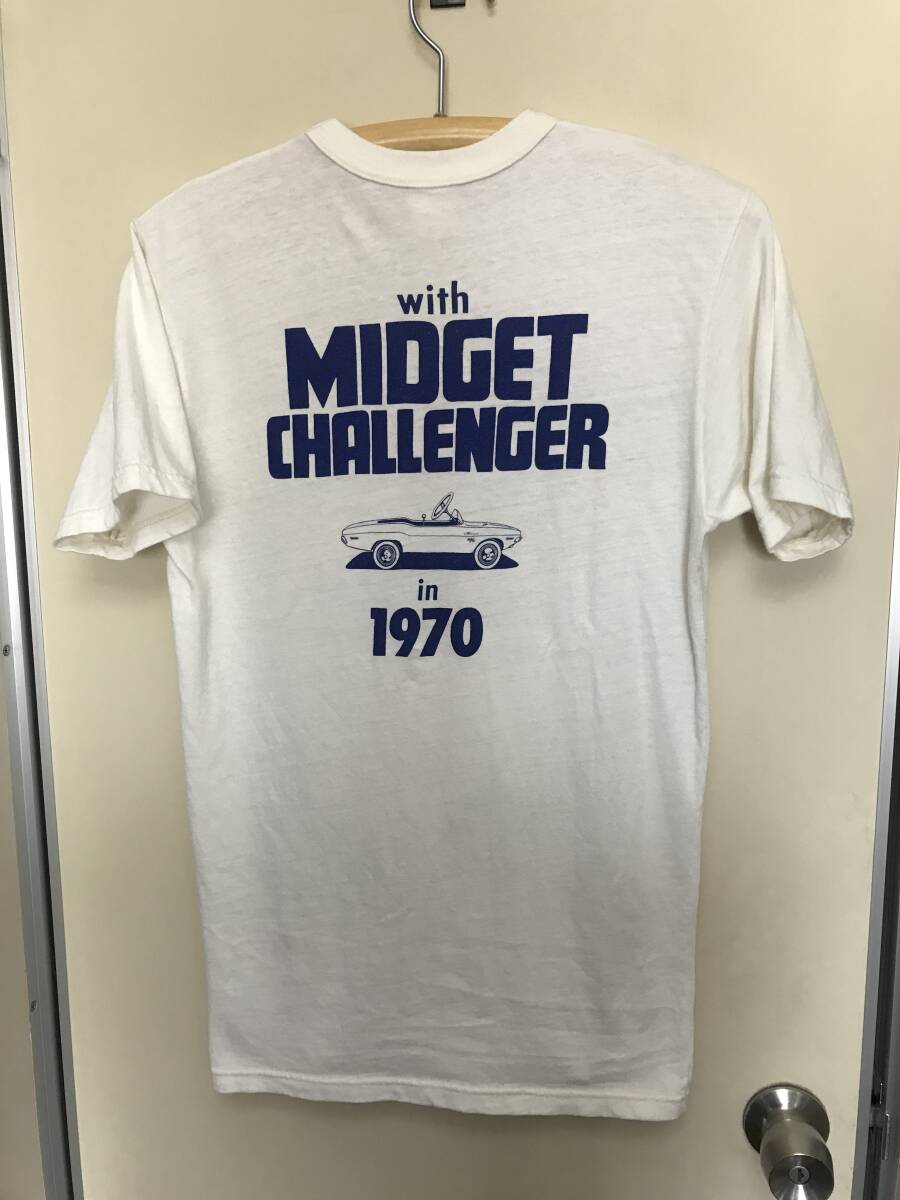 with
MIDGET
CHALLENGER
in
1970